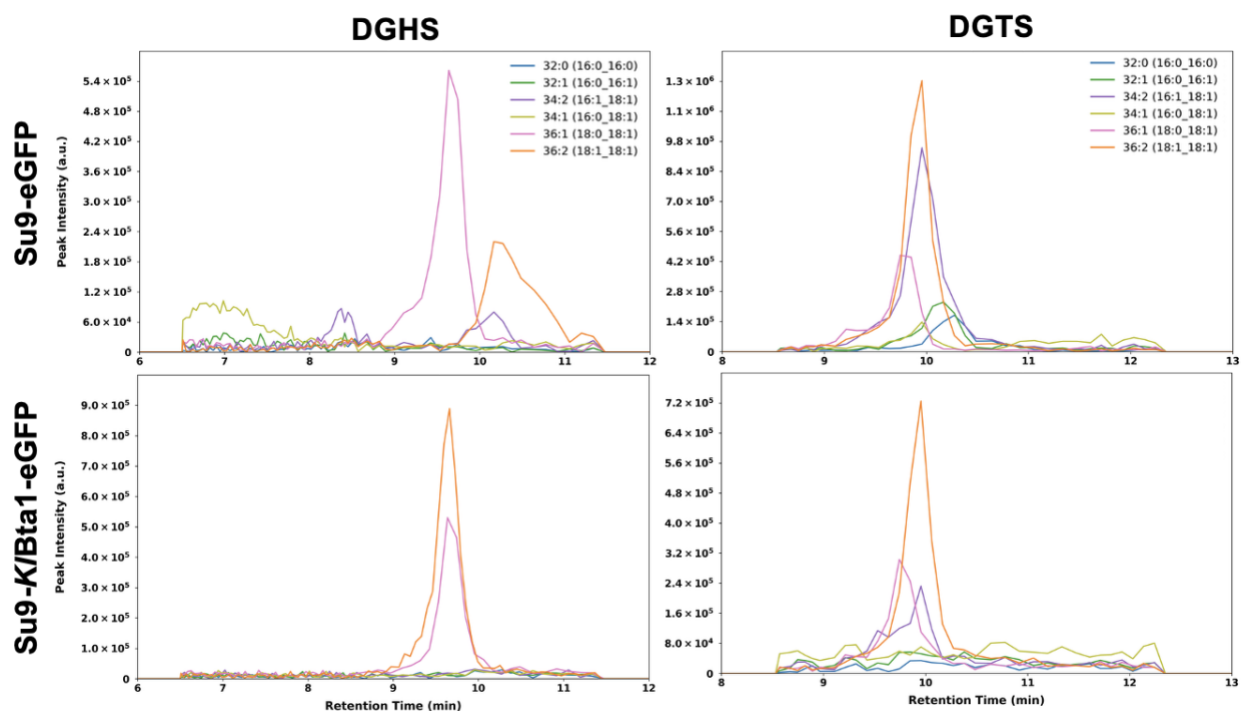 DGHS
DGTS
Su9-eGFP
Peak Intensity (a.u.)
5.4 × 10⁵
4.8 × 10⁵
4.2 × 10⁵
3.6 × 10⁵
3.0 × 10⁵
2.4 × 10⁵
1.8 × 10⁵
1.2 × 10⁵
6.0 × 10⁴
0
6 7 8 9 10 11 12
32:0 (16:0_16:0)
32:1 (16:0_16:1)
34:2 (16:1_18:1)
34:1 (16:0_18:1)
36:1 (18:0_18:1)
36:2 (18:1_18:1)
Peak Intensity (a.u.)
1.3 × 10⁶
1.1 × 10⁶
9.8 × 10⁵
8.4 × 10⁵
7.0 × 10⁵
5.6 × 10⁵
4.2 × 10⁵
2.8 × 10⁵
1.4 × 10⁵
0
8 9 10 11 12 13
32:0 (16:0_16:0)
32:1 (16:0_16:1)
34:2 (16:1_18:1)
34:1 (16:0_18:1)
36:1 (18:0_18:1)
36:2 (18:1_18:1)
Su9-KlBta1-eGFP
Peak Intensity (a.u.)
9.0 × 10⁵
8.0 × 10⁵
7.0 × 10⁵
6.0 × 10⁵
5.0 × 10⁵
4.0 × 10⁵
3.0 × 10⁵
2.0 × 10⁵
1.0 × 10⁵
0
6 7 8 9 10 11 12
Retention Time (min)
Peak Intensity (a.u.)
7.2 × 10⁵
6.4 × 10⁵
5.6 × 10⁵
4.8 × 10⁵
4.0 × 10⁵
3.2 × 10⁵
2.4 × 10⁵
1.6 × 10⁵
8.0 × 10⁴
0
8 9 10 11 12 13
Retention Time (min)